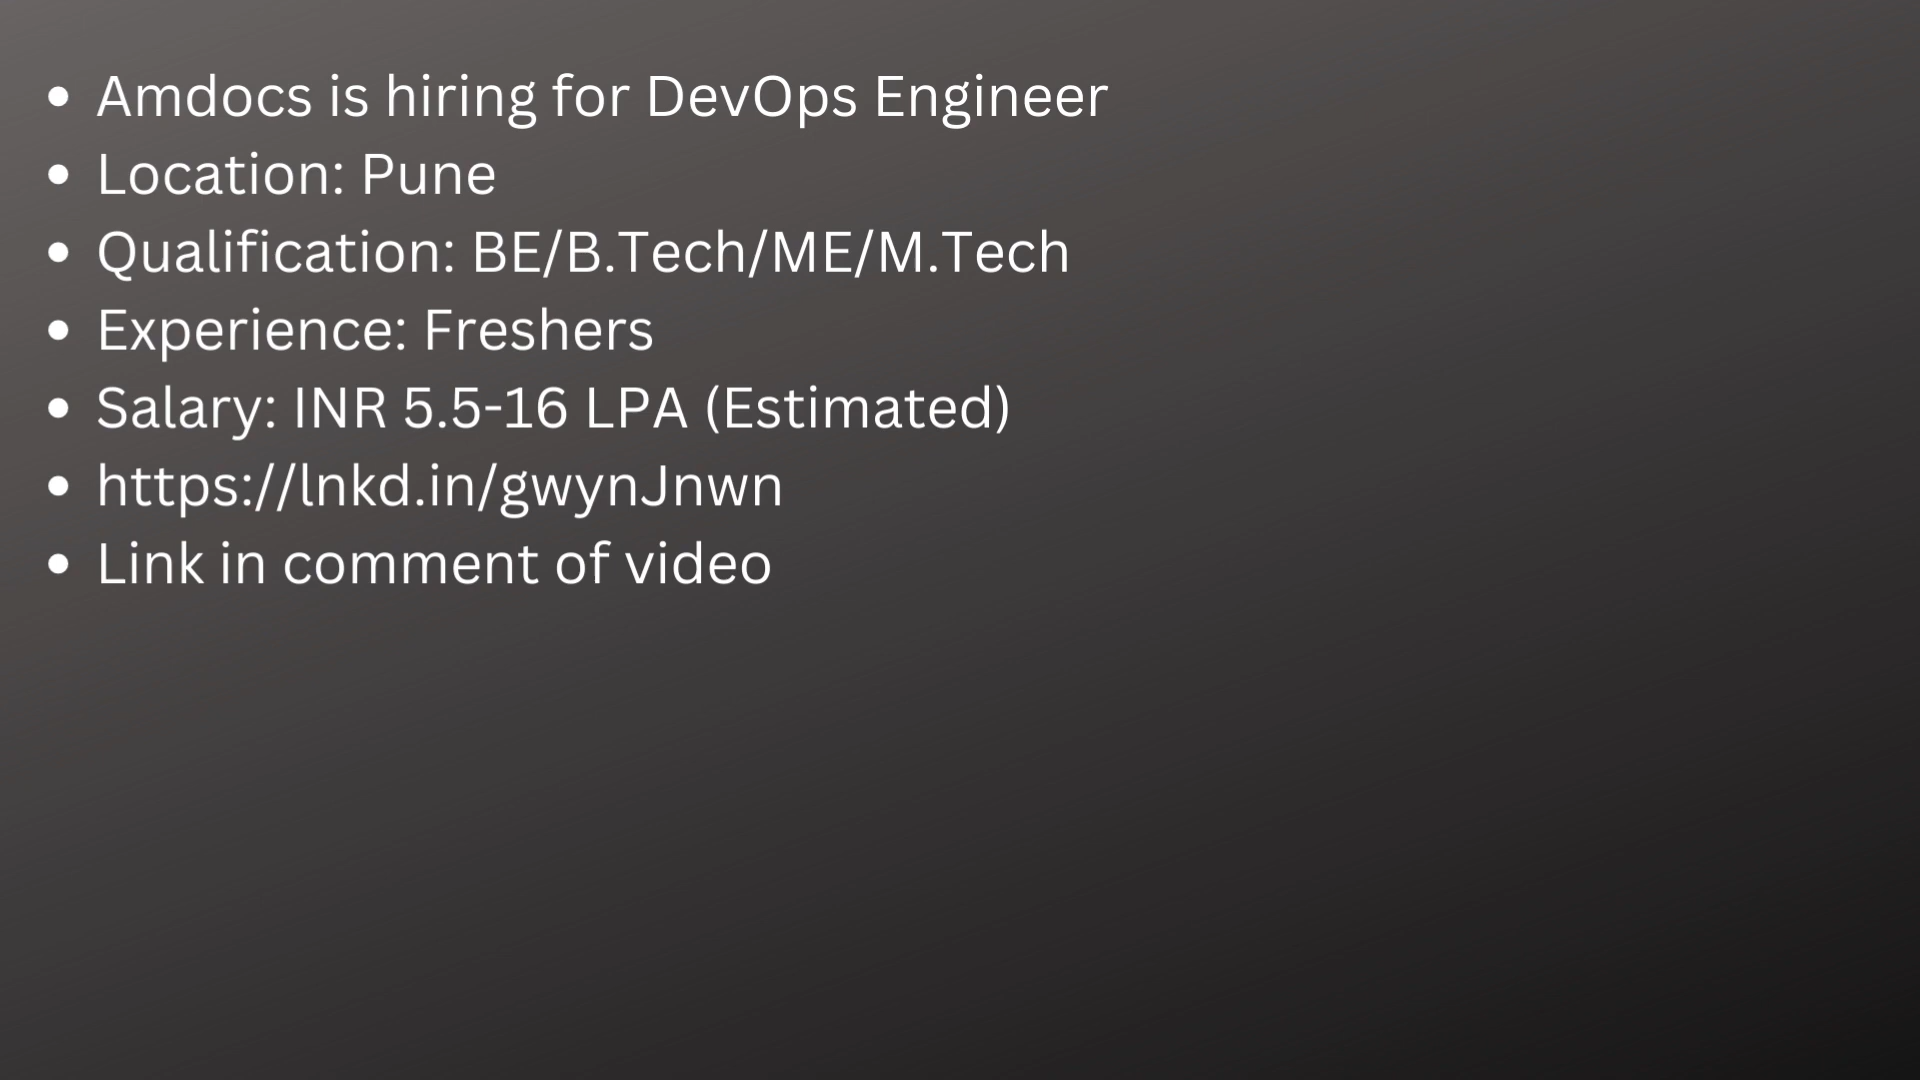 • Amdocs is hiring for DevOps Engineer
• Location: Pune
• Qualification: BE/B.Tech/ME/M.Tech
• Experience: Freshers
• Salary: INR 5.5-16 LPA (Estimated)
• https://lnkd.in/gwynJnwn
• Link in comment of video